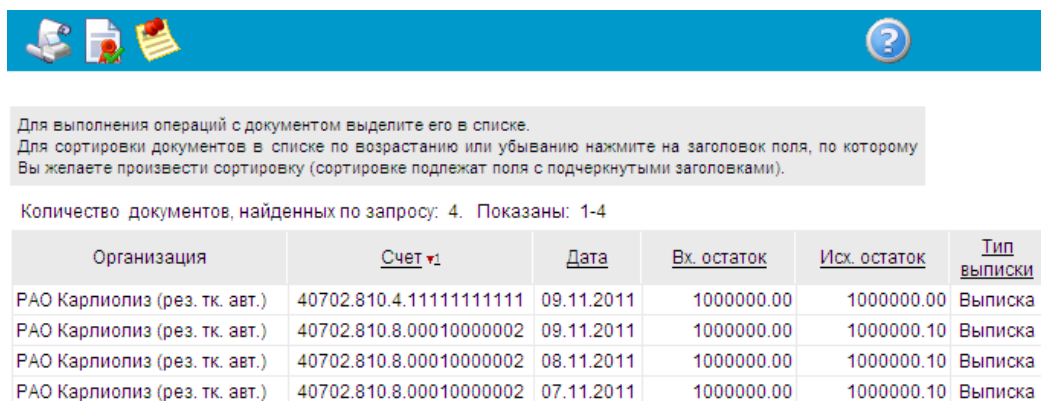 Для выполнения операций с документом выделите его в списке.
Для сортировки документов в списке по возрастанию или убыванию нажмите на заголовок поля, по которому
Вы желаете произвести сортировку (сортировке подлежат поля с подчеркнутыми заголовками).
Количество документов, найденных по запросу: 4. Показаны: 1-4
Организация Счет ▾1 Дата Вх. остаток Исх. остаток Тип
выписки
РАО Карлиолиз (рез. тк. авт.) 40702.810.4.11111111111 09.11.2011 1000000.00 1000000.00 Выписка
РАО Карлиолиз (рез. тк. авт.) 40702.810.8.00010000002 09.11.2011 1000000.00 1000000.10 Выписка
РАО Карлиолиз (рез. тк. авт.) 40702.810.8.00010000002 08.11.2011 1000000.00 1000000.10 Выписка
РАО Карлиолиз (рез. тк. авт.) 40702.810.8.00010000002 07.11.2011 1000000.00 1000000.10 Выписка